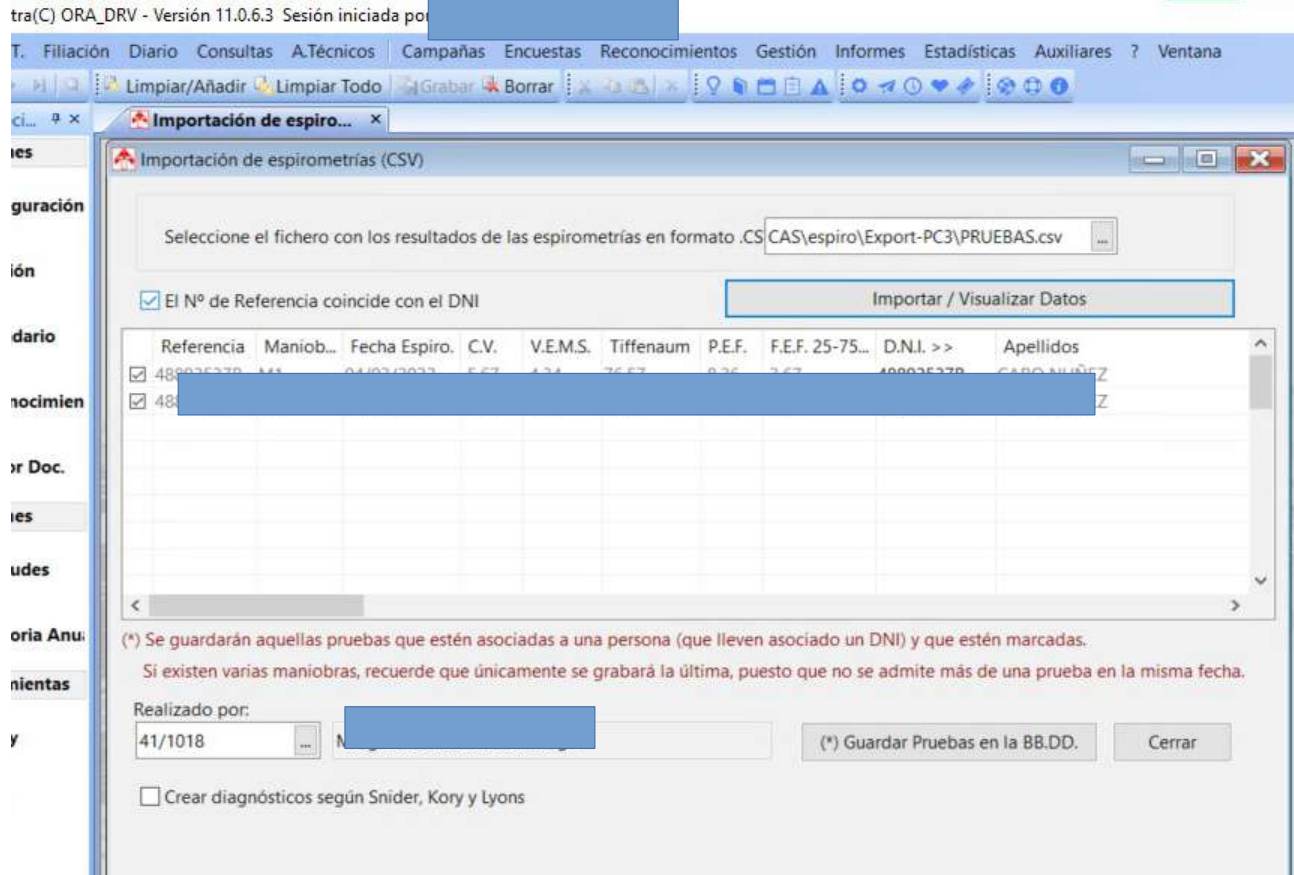 tra(C) ORA_DRV - Versión 11.0.6.3 Sesión iniciada por
T. Filiación Diario Consultas A.Técnicos Campañas Encuestas Reconocimientos Gestión Informes Estadísticas Auxiliares ? Ventana
Limpiar/Añadir Limpiar Todo Grabar Borrar
ci... Importación de espiro... ×
nes
Importación de espirometrías (CSV)
guración
Seleccione el fichero con los resultados de las espirometrías en formato .CS CAS\espiro\Export-PC3\PRUEBAS.csv ...
ión
El Nº de Referencia coincide con el DNI Importar / Visualizar Datos
dario
Referencia Maniob... Fecha Espiro. C.V. V.E.M.S. Tiffenaum P.E.F. F.E.F. 25-75... D.N.I. >> Apellidos
nocimien
or Doc.
nes
udes
oria Anu
(*) Se guardarán aquellas pruebas que estén asociadas a una persona (que lleven asociado un DNI) y que estén marcadas.
Si existen varias maniobras, recuerde que únicamente se grabará la última, puesto que no se admite más de una prueba en la misma fecha.
mientas
Realizado por:
y
41/1018 ... (*) Guardar Pruebas en la BB.DD. Cerrar
Crear diagnósticos según Snider, Kory y Lyons